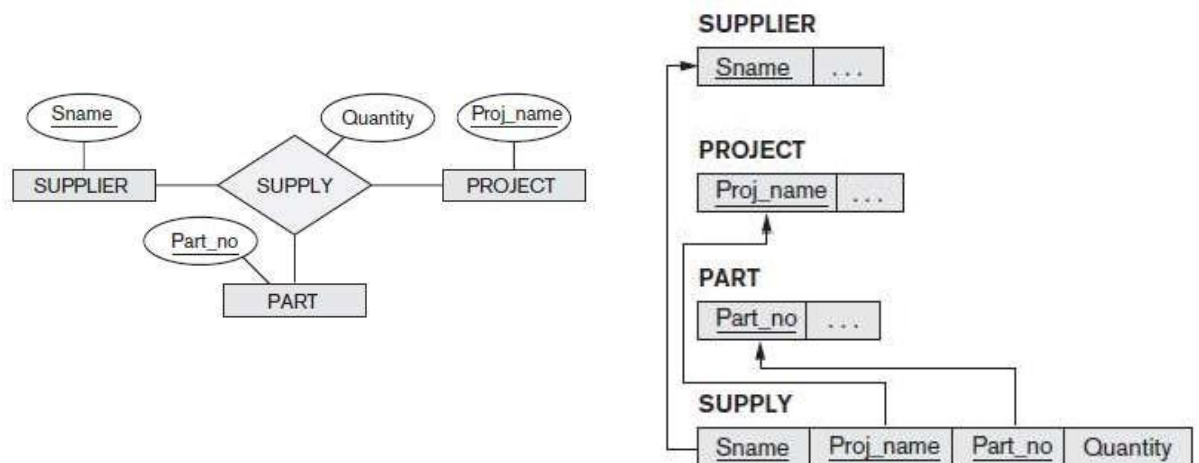 Sname
Quantity
Proj_name
SUPPLIER
SUPPLY
PROJECT
Part_no
PART
SUPPLIER
Sname ...
PROJECT
Proj_name ...
PART
Part_no ...
SUPPLY
Sname Proj_name Part_no Quantity